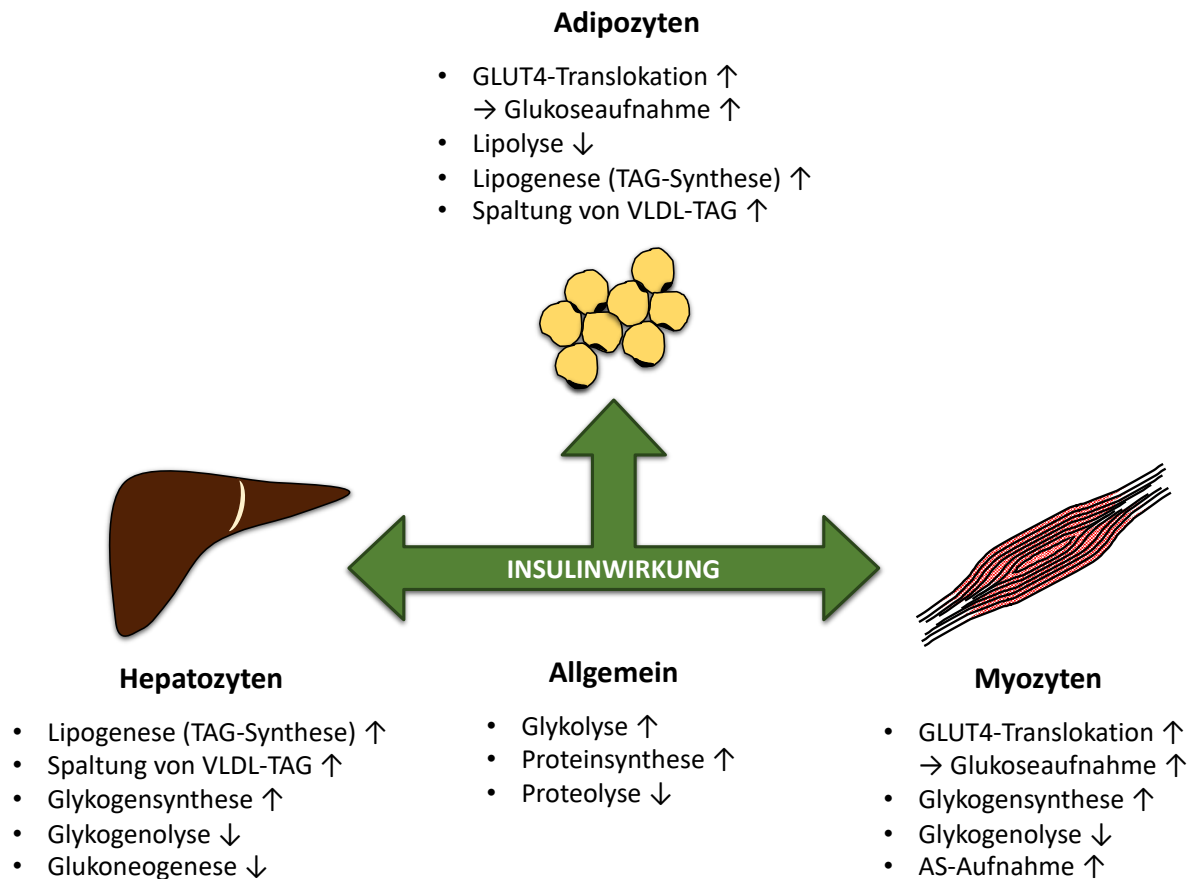 Adipozyten
• GLUT4-Translokation ↑
→ Glukoseaufnahme ↑
• Lipolyse ↓
• Lipogenese (TAG-Synthese) ↑
• Spaltung von VLDL-TAG ↑
INSULINWIRKUNG
Hepatozyten
• Lipogenese (TAG-Synthese) ↑
• Spaltung von VLDL-TAG ↑
• Glykogensynthese ↑
• Glykogenolyse ↓
• Glukoneogenese ↓
Allgemein
• Glykolyse ↑
• Proteinsynthese ↑
• Proteolyse ↓
Myozyten
• GLUT4-Translokation ↑
→ Glukoseaufnahme ↑
• Glykogensynthese ↑
• Glykogenolyse ↓
• AS-Aufnahme ↑